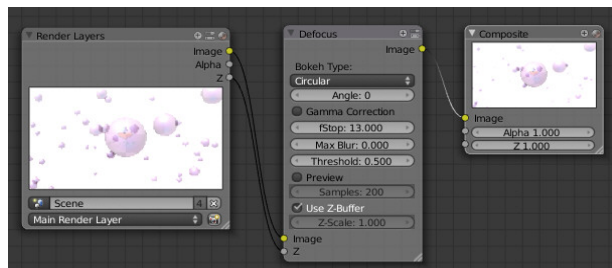 Render Layers
Image
Alpha
Z
Scene
4
Main Render Layer
Defocus
Image
Bokeh Type:
Circular
Angle: 0
Gamma Correction
fStop: 13.000
Max Blur: 0.000
Threshold: 0.500
Preview
Samples: 200
Use Z-Buffer
Z-Scale: 1.000
Image
Z
Composite
Image
Alpha 1.000
Z 1.000